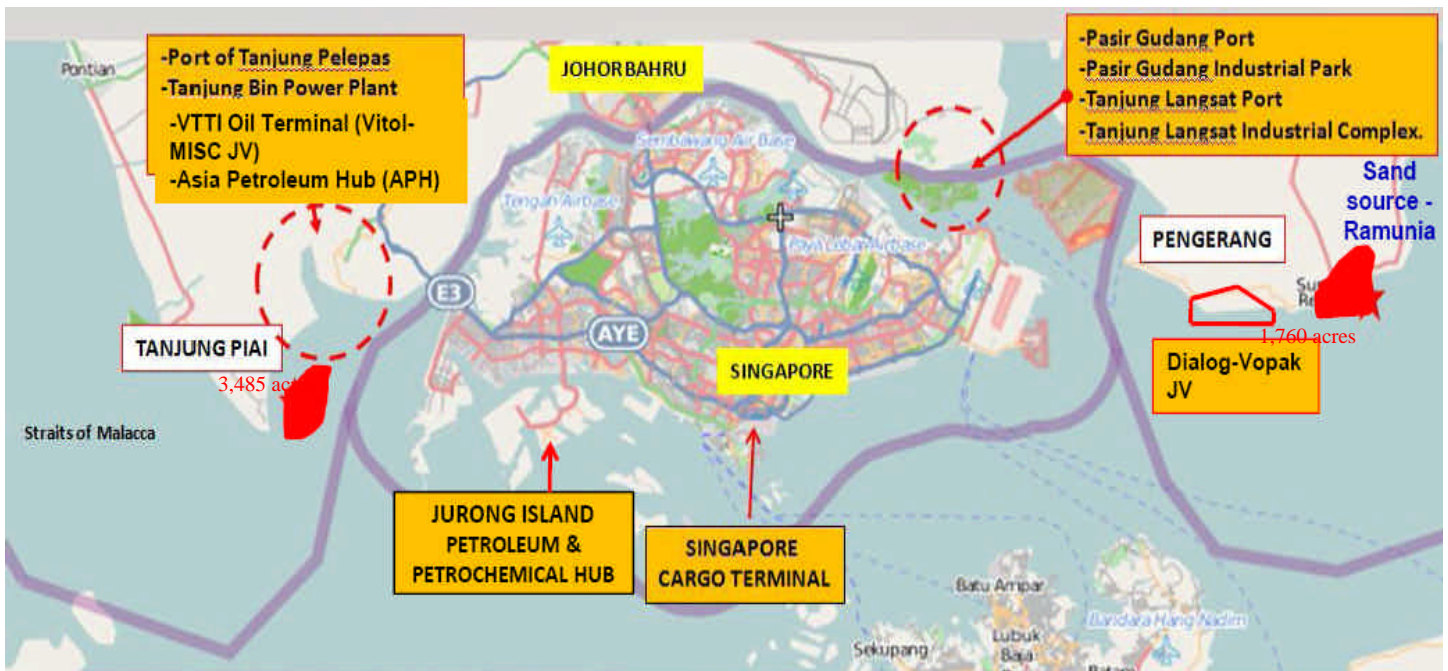 Pontian
-Port of Tanjung Pelepas
-Tanjung Bin Power Plant
-VTTI Oil Terminal (Vitol-
MISC JV)
-Asia Petroleum Hub (APH)
JOHOR BAHRU
-Pasir Gudang Port
-Pasir Gudang Industrial Park
-Tanjung Langsat Port
-Tanjung Langsat Industrial Complex.
Sembawang Air Base
Tengah Airbase
Paya Lebar Airbase
Sand
source -
Ramunia
PENGERANG
E3
AYE
TANJUNG PIAI
3,485
SINGAPORE
1,760 acres
Dialog-Vopak
JV
Straits of Malacca
JURONG ISLAND
PETROLEUM &
PETROCHEMICAL HUB
SINGAPORE
CARGO TERMINAL
Batu Ampar
Bandara Hang Nadim
Lubuk
Baja
Sekupang
Batam